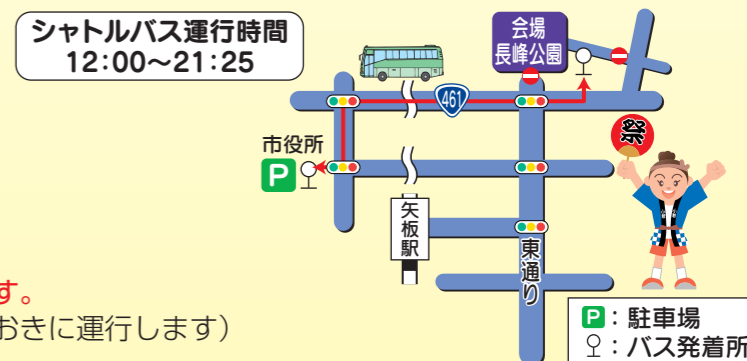 シャトルバス運行時間
12:00〜21:25
会場
長峰公園
461
祭
市役所
P
矢板駅
東通り
す。
おきに運行します）
P：駐車場
：バス発着所